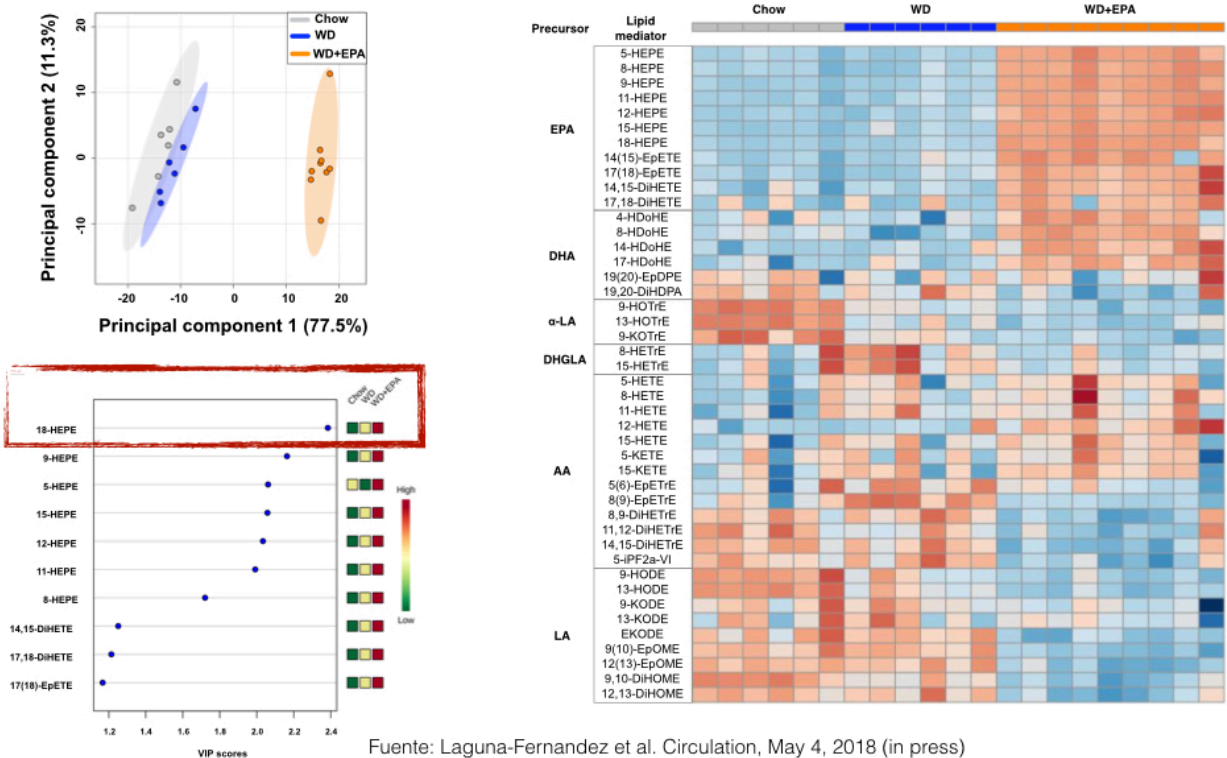 Chow
WD
WD+EPA
Principal component 2 (11.3%)
20
10
0
-10
-20
-10
0
10
20
Principal component 1 (77.5%)
Chow
WD
WD+EPA
18-HEPE
9-HEPE
5-HEPE
15-HEPE
12-HEPE
11-HEPE
8-HEPE
14,15-DiHETE
17,18-DiHETE
17(18)-EpETE
High
Low
1.2
1.4
1.6
1.8
2.0
2.2
2.4
VIP scores
Precursor
Lipid
mediator
Chow
WD
WD+EPA
EPA
5-HEPE
8-HEPE
9-HEPE
11-HEPE
12-HEPE
15-HEPE
18-HEPE
14(15)-EpETE
17(18)-EpETE
14,15-DiHETE
17,18-DiHETE
DHA
4-HDoHE
8-HDoHE
14-HDoHE
17-HDoHE
19(20)-EpDPE
19,20-DiHDPA
α-LA
9-HOTrE
13-HOTrE
9-KOTrE
DHGLA
8-HETrE
15-HETrE
AA
5-HETE
8-HETE
11-HETE
12-HETE
15-HETE
5-KETE
15-KETE
5(6)-EpETrE
8(9)-EpETrE
8,9-DiHETrE
11,12-DiHETrE
14,15-DiHETrE
5-iPF2a-VI
LA
9-HODE
13-HODE
9-KODE
13-KODE
EKODE
9(10)-EpOME
12(13)-EpOME
9,10-DiHOME
12,13-DiHOME
Fuente: Laguna-Fernandez et al. Circulation, May 4, 2018 (in press)